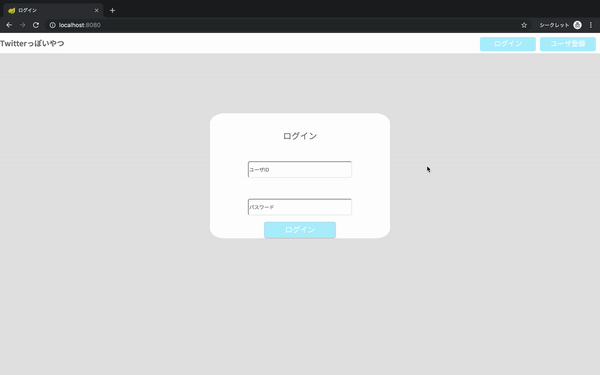 ログイン
localhost:8080
シークレット
Twitterっぽいやつ
ログイン
ユーザ登録
ログイン
ユーザID
パスワード
ログイン